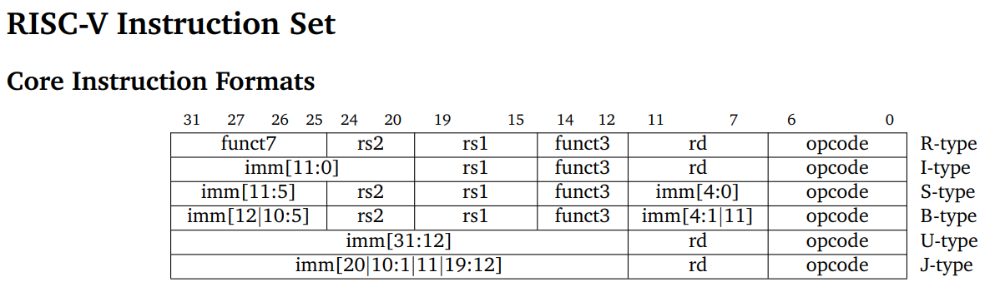 RISC-V Instruction Set
Core Instruction Formats
31 27 26 25 24 20 19 15 14 12 11 7 6 0
funct7 rs2 rs1 funct3 rd opcode R-type
imm[11:0] rs1 funct3 rd opcode I-type
imm[11:5] rs2 rs1 funct3 imm[4:0] opcode S-type
imm[12|10:5] rs2 rs1 funct3 imm[4:1|11] opcode B-type
imm[31:12] rd opcode U-type
imm[20|10:1|11|19:12] rd opcode J-type